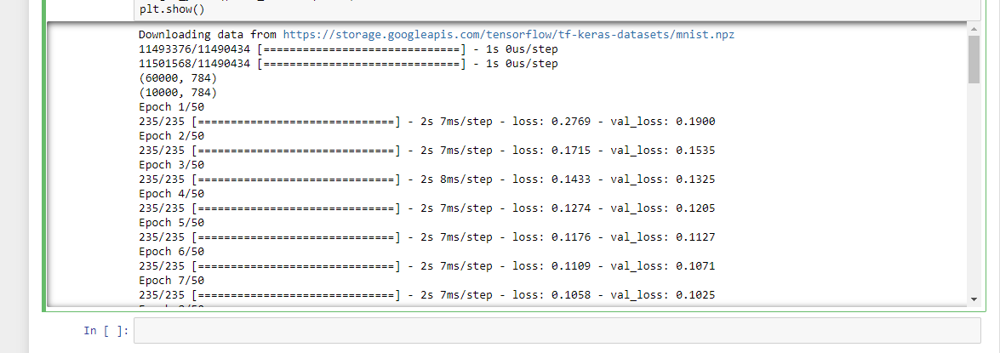 plt.show()
Downloading data from https://storage.googleapis.com/tensorflow/tf-keras-datasets/mnist.npz
11493376/11490434 [==============================] - 1s 0us/step
11501568/11490434 [==============================] - 1s 0us/step
(60000, 784)
(10000, 784)
Epoch 1/50
235/235 [==============================] - 2s 7ms/step - loss: 0.2769 - val_loss: 0.1900
Epoch 2/50
235/235 [==============================] - 2s 7ms/step - loss: 0.1715 - val_loss: 0.1535
Epoch 3/50
235/235 [==============================] - 2s 8ms/step - loss: 0.1433 - val_loss: 0.1325
Epoch 4/50
235/235 [==============================] - 2s 7ms/step - loss: 0.1274 - val_loss: 0.1205
Epoch 5/50
235/235 [==============================] - 2s 7ms/step - loss: 0.1176 - val_loss: 0.1127
Epoch 6/50
235/235 [==============================] - 2s 7ms/step - loss: 0.1109 - val_loss: 0.1071
Epoch 7/50
235/235 [==============================] - 2s 7ms/step - loss: 0.1058 - val_loss: 0.1025
In [ ]: